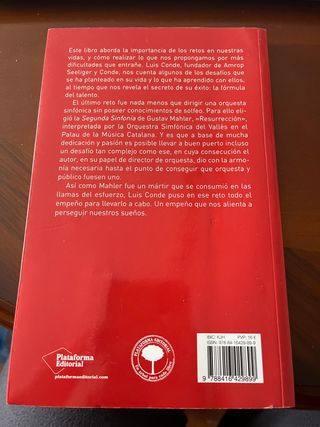 Este libro aborda la importancia de los retos en nuestras
vidas, y cómo realizar lo que nos propongamos por más
dificultades que entrañe. Luis Conde, fundador de Amrop
Seeliger y Conde, nos cuenta algunos de los desafíos que
se ha planteado en su vida y lo que ha aprendido con ellos,
al tiempo que nos revela el secreto de su éxito: la fórmula
del talento.
El último reto fue nada menos que dirigir una orquesta
sinfónica sin poseer conocimientos de solfeo. Para ello eli-
gió la Segunda Sinfonía de Gustav Mahler, «Resurrección»,
interpretada por la Orquestra Simfònica del Vallès en el
Palau de la Música Catalana. Y es que a base de mucha
dedicación y pasión es posible llevar a buen puerto incluso
un desafío tan complejo como ese, en cuya consecución el
autor, en su papel de director de orquesta, dio con la armo-
nía necesaria hasta el punto de conseguir que orquesta y
público fuesen uno.
Así como Mahler fue un mártir que se consumió en las
llamas del esfuerzo, Luis Conde puso en ese reto todo el
empeño para llevarlo a cabo. Un empeño que nos alienta a
perseguir nuestros sueños.
Plataforma
Editorial
plataformaeditorial.com
PLATAFORMA EDITORIAL
Un árbol para cada libro
IBIC: KJH PVP: 16 €
ISBN: 978-84-16429-89-9
9 788416 429899